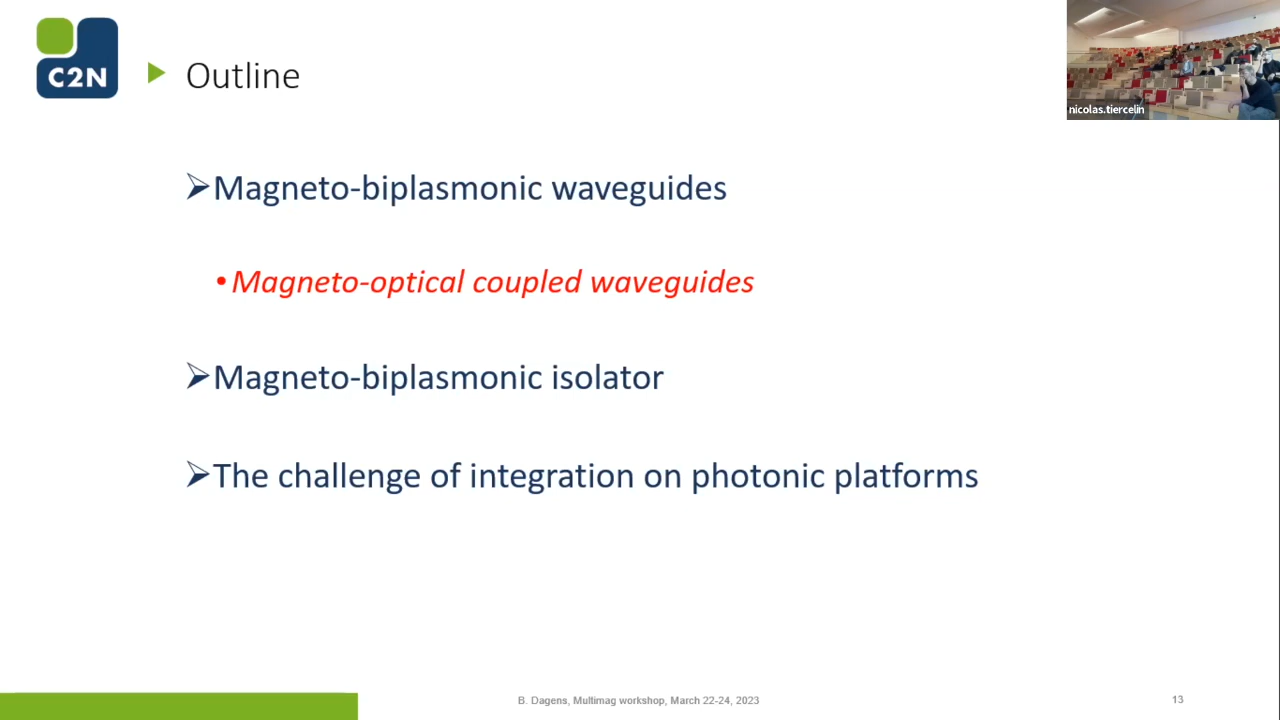 C2N
Outline
nicolas.tiercelin
Magneto-biplasmonic waveguides
Magneto-optical coupled waveguides
Magneto-biplasmonic isolator
The challenge of integration on photonic platforms
B. Dagens, Multimag workshop, March 22-24, 2023
13